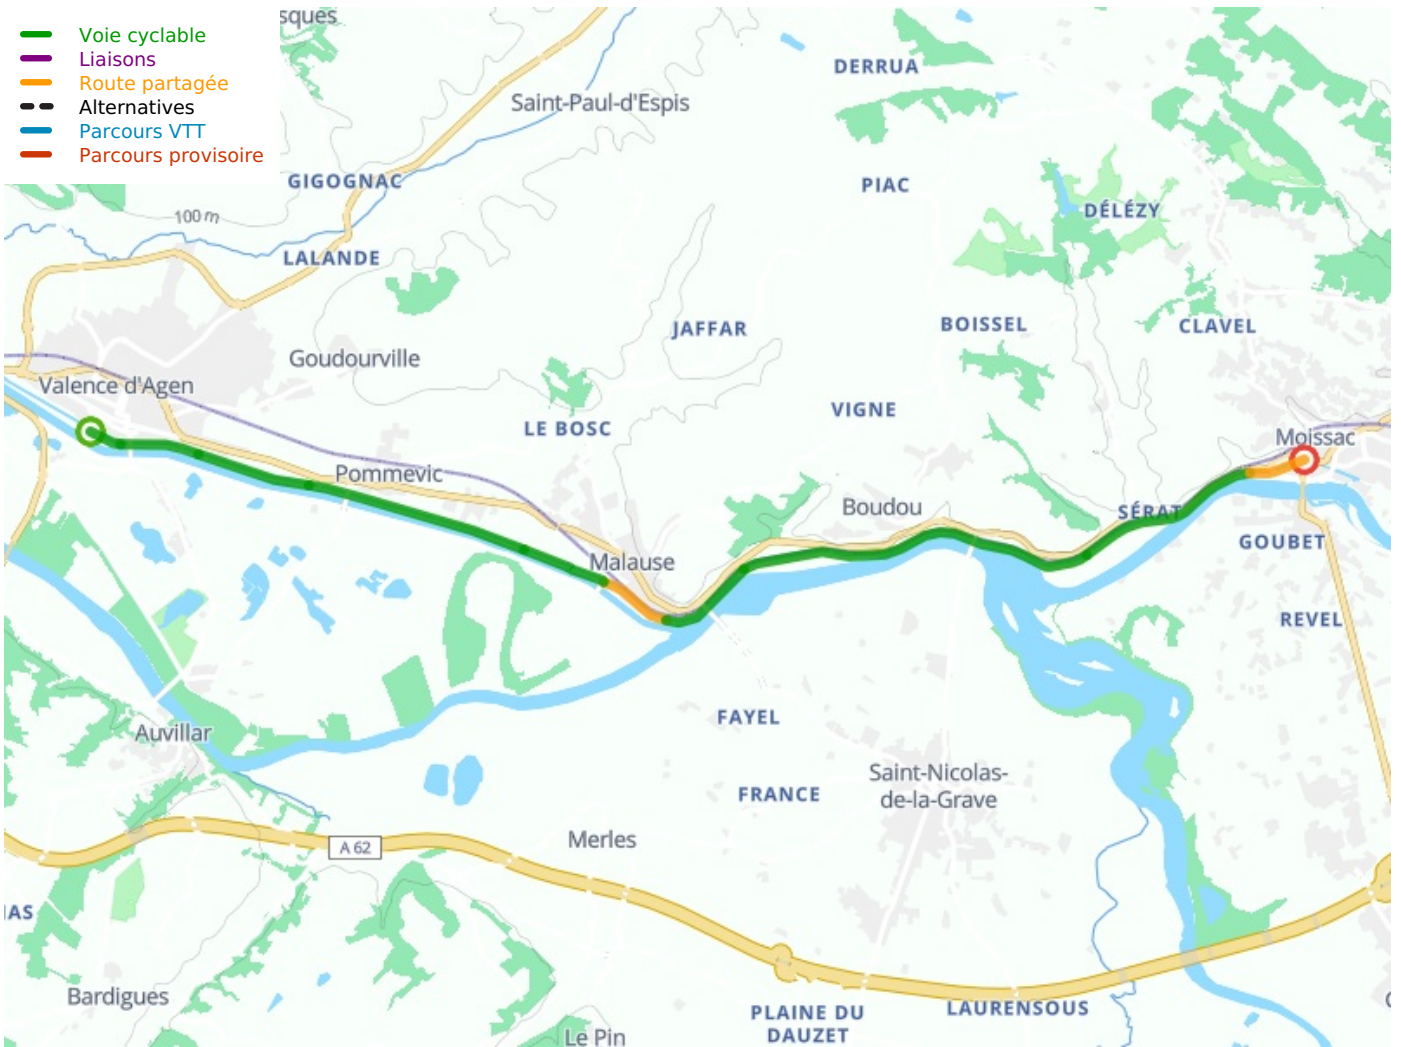 Voie cyclable
Liaisons
Route partagée
Alternatives
Parcours VTT
Parcours provisoire
sques
DERRUA
Saint-Paul-d'Espis
GIGOGNAC
PIAC
DÉLÉZY
100 m
LALANDE
JAFFAR
BOISSEL
CLAVEL
Goudourville
Valence d'Agen
VIGNE
LE BOSC
Moissac
Pommevic
Boudou
SÉRAT
GOUBET
Malause
REVEL
FAYEL
Auvillar
Saint-Nicolas-
de-la-Grave
FRANCE
Merles
A 62
IAS
Bardigues
PLAINE DU
DAUZET
LAURENSOUS
Le Pin